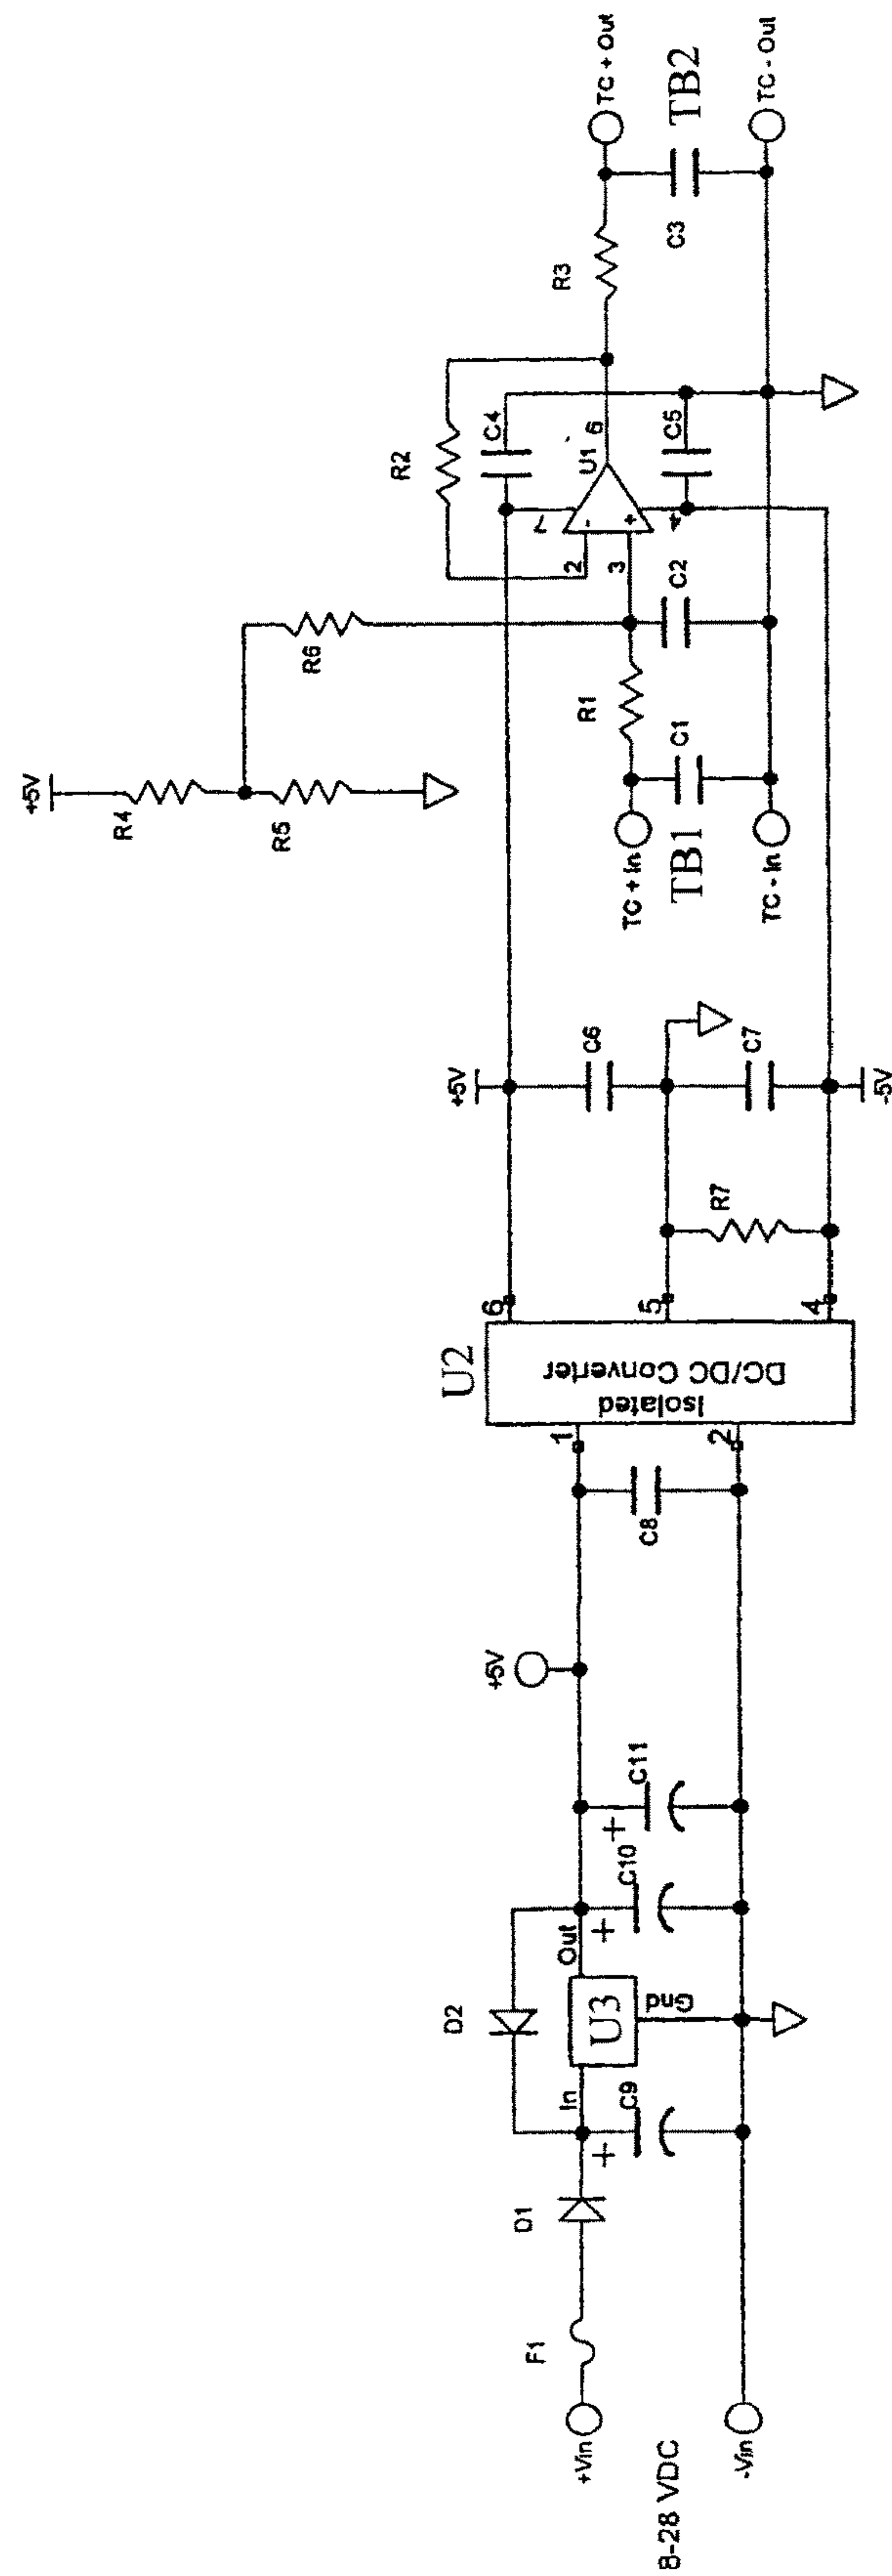 +Vin
F1
D1
8-28 VDC
-Vin
D2
In
U3
Out
Gnd
+
C9
+
C10
+
C11
+5V
C8
1
2
U2
Isolated
DC/DC Converter
6
5
4
R7
+5V
C6
C7
-5V
+5V
R4
R5
R6
TC + In
TB1
TC - In
C1
R1
C2
2
3
-
+
7
4
U1
6
R2
C4
C5
R3
C3
TC + Out
TB2
TC - Out